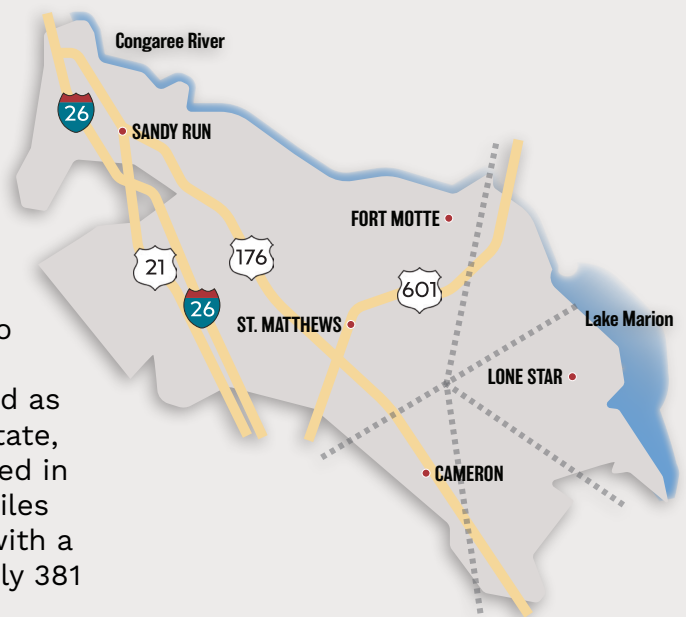 Congaree River
26
SANDY RUN
FORT MOTTE
176
21
601
26
ST. MATTHEWS
Lake Marion
LONE STAR
CAMERON
d as
tate,
ed in
iles
with a
ly 381